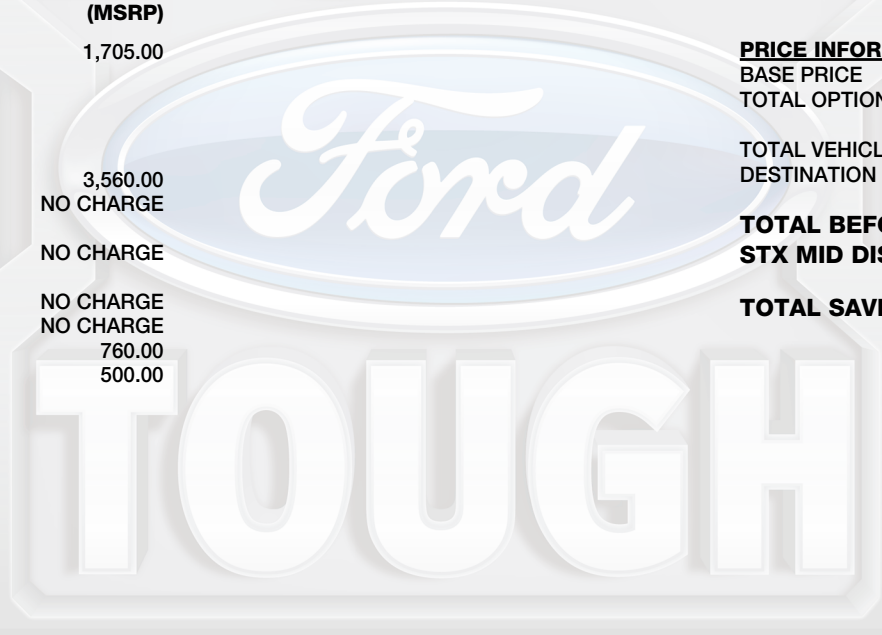 (MSRP)
1,705.00
3,560.00
NO CHARGE
NO CHARGE
NO CHARGE
NO CHARGE
760.00
500.00
PRICE INFOR
BASE PRICE
TOTAL OPTION
TOTAL VEHICL
DESTINATION
TOTAL BEFO
STX MID DIS
TOTAL SAVI
Ford
TOUGH